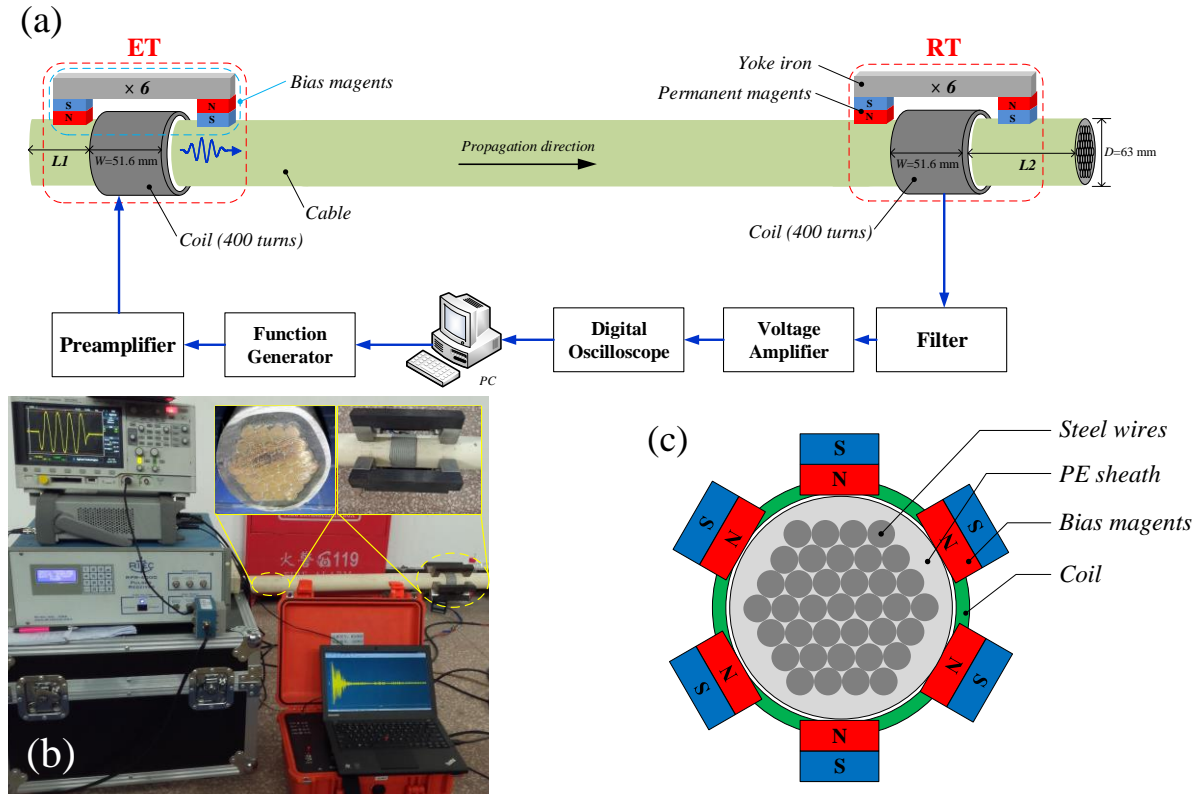 (a)
ET
RT
× 6
Bias magents
Yoke iron
× 6
Permanent magents
S
N
N
S
S
N
N
S
L1
W=51.6 mm
Propagation direction
W=51.6 mm
L2
D=63 mm
Cable
Coil (400 turns)
Coil (400 turns)
Preamplifier
Function
Generator
PC
Digital
Oscilloscope
Voltage
Amplifier
Filter
(b)
火警119
(c)
S
N
S
N
S
N
S
N
S
N
N
S
Steel wires
PE sheath
Bias magents
Coil